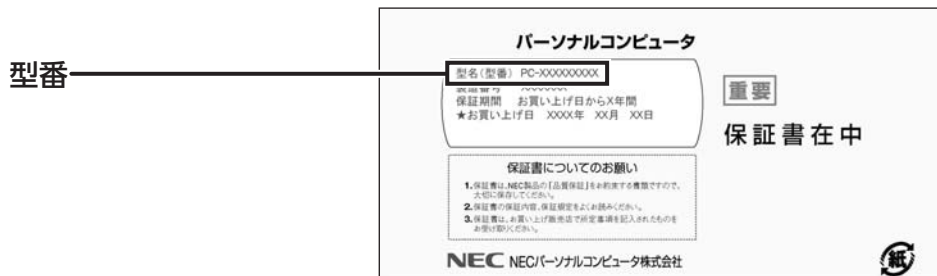 型番
パーソナルコンピュータ
型名(型番) PC-XXXXXXXXX
製造番号 XXXXXXX
保証期間 お買い上げ日からX年間
★お買い上げ日 XXXX年 XX月 XX日
重要
保証書在中
保証書についてのお願い
1.保証書は、NEC製品の「品質保証」をお約束する書類ですので、
大切に保存してください。
2.保証書の保証内容、保証規定をよくお読みください。
3.保証書は、お買い上げ販売店で所定事項を記入されたものを
お受け取りください。
NEC NECパーソナルコンピュータ株式会社
紙